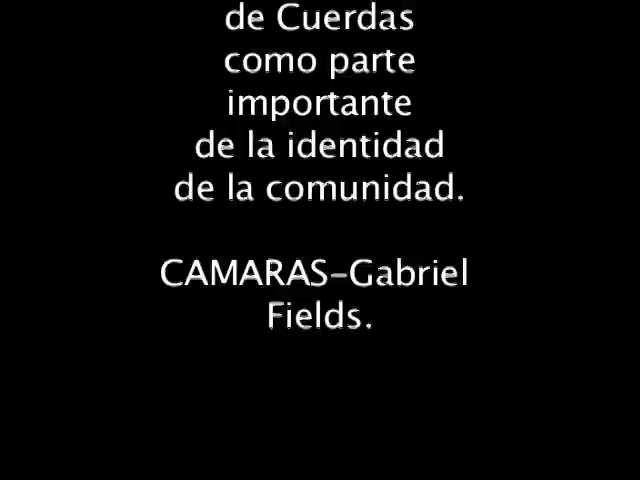 de Cuerdas
como parte
importante
de la identidad
de la comunidad.
CAMARAS-Gabriel
Fields.